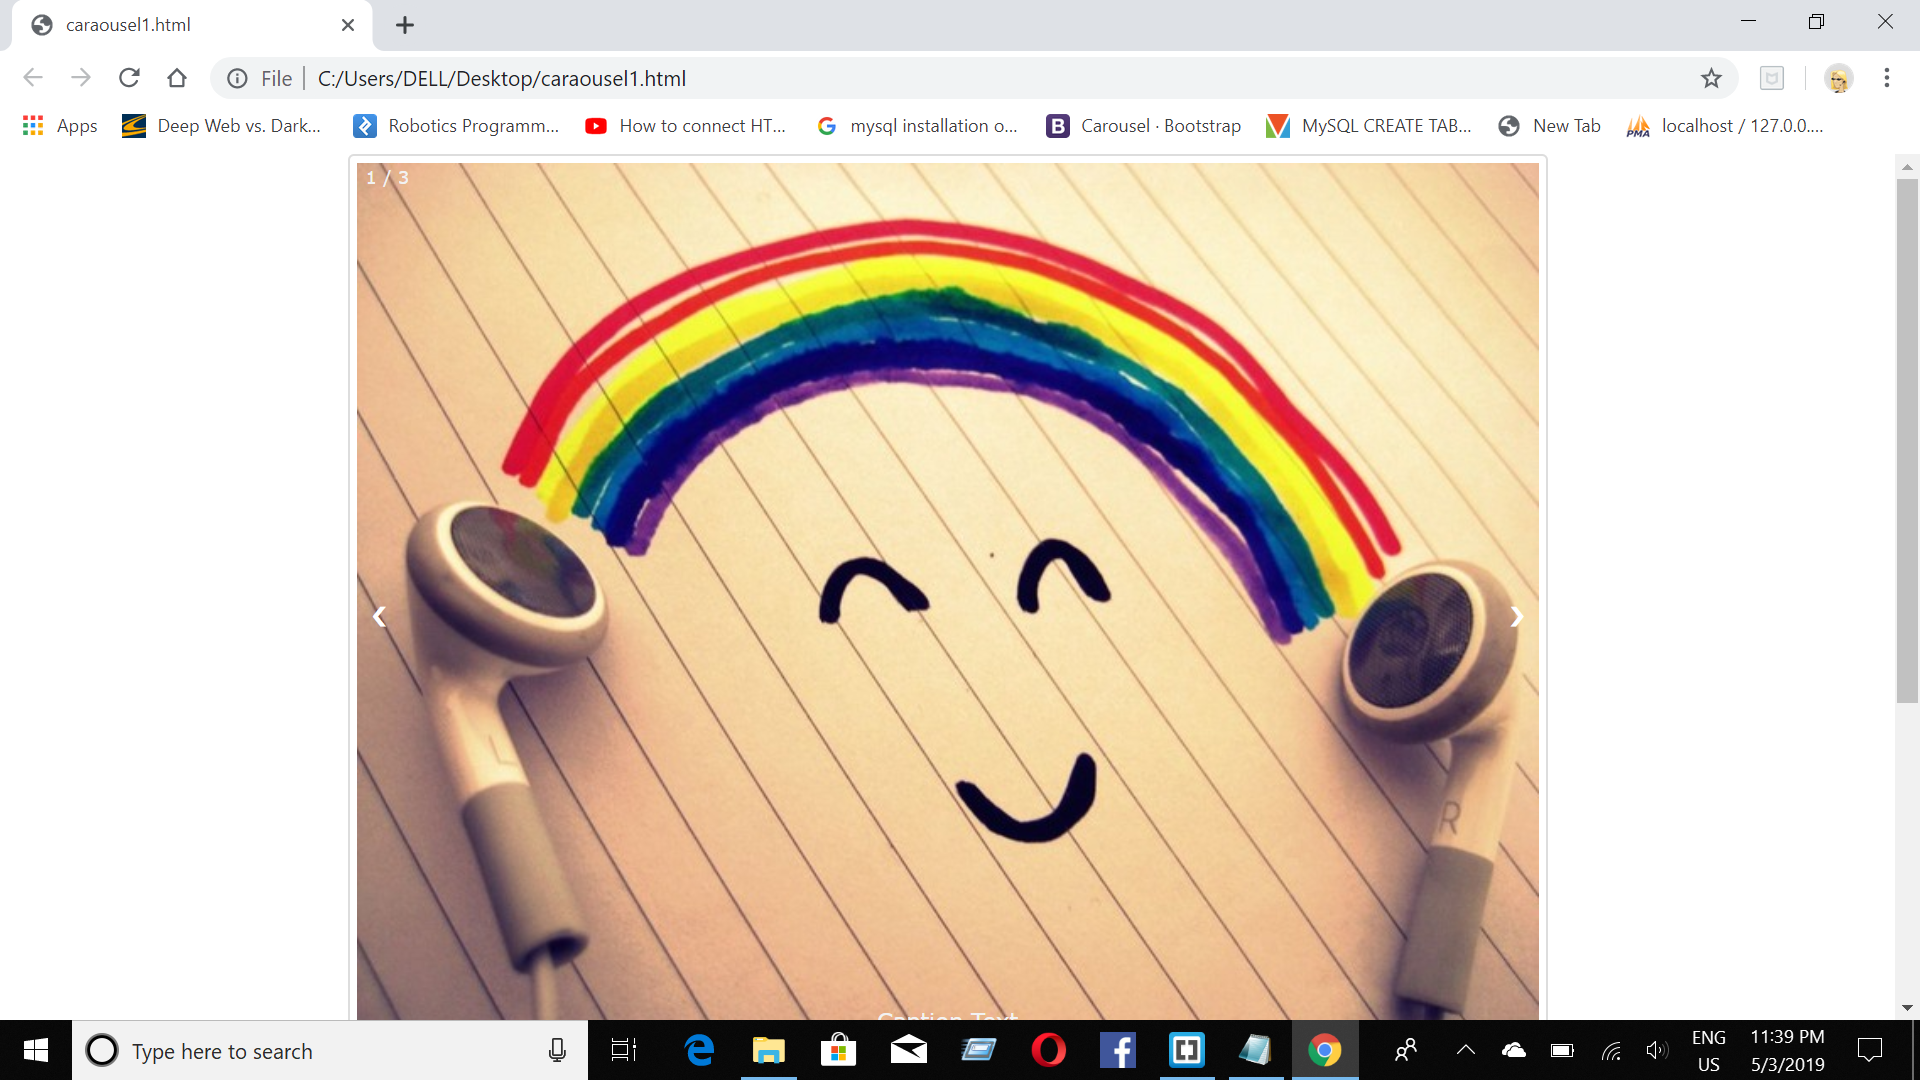 caraousel1.html
File
C:/Users/DELL/Desktop/caraousel1.html
Apps
Deep Web vs. Dark...
Robotics Programm...
How to connect HT...
mysql installation o...
Carousel · Bootstrap
MySQL CREATE TAB...
New Tab
localhost / 127.0.0....
1 / 3
❮
❯
L
R
Caption Text
Type here to search
ENG
US
11:39 PM
5/3/2019